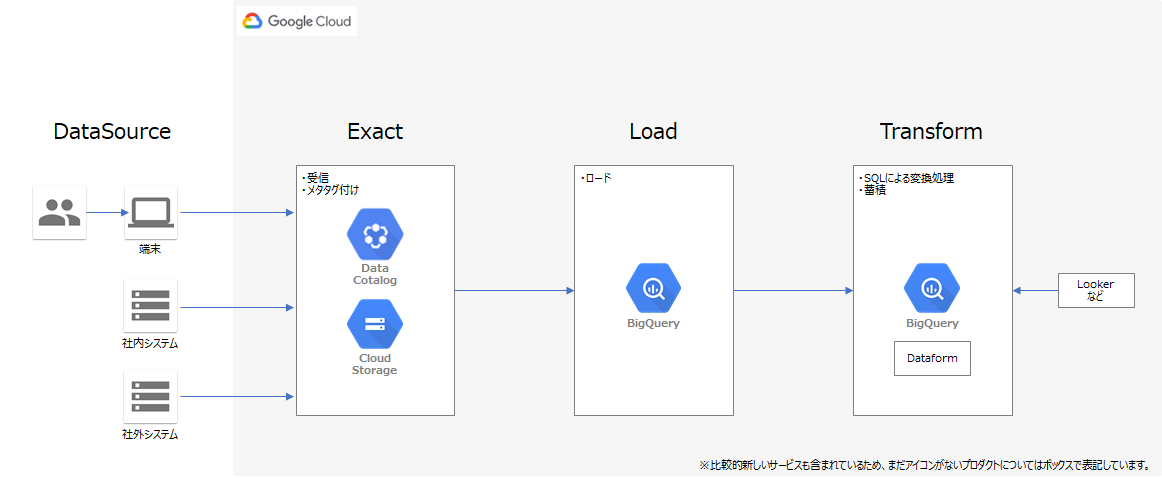 Google Cloud
DataSource
Exact
Load
Transform
・受信
・メタタグ付け
・ロード
・SQLによる変換処理
・蓄積
端末
Data
Cotalog
社内システム
BigQuery
BigQuery
Looker
など
Cloud
Storage
Dataform
社外システム
※比較的新しいサービスも含まれているため、まだアイコンがないプロダクトについてはボックスで表記しています。